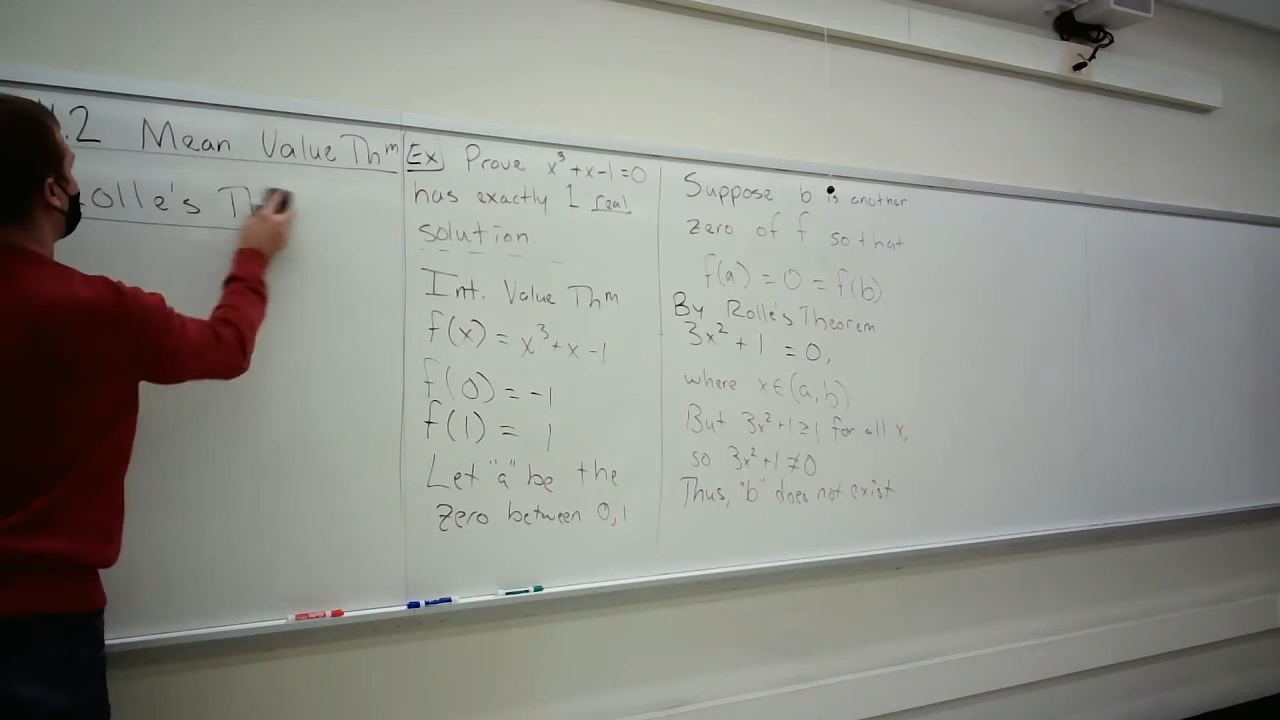 .2 Mean Value Thm
olle's Th
Ex Prove x³+x-1=0
has exactly 1 real
solution.
Int. Value Thm
f(x) = x³+x-1
f(0) = -1
f(1) = 1
Let "a" be the
zero between 0,1
Suppose b is another
zero of f so that
f(a) = 0 = f(b)
By Rolle's Theorem
3x² + 1 = 0,
where x∈(a,b)
But 3x²+1≥1 for all x,
so 3x²+1≠0
Thus, "b" does not exist